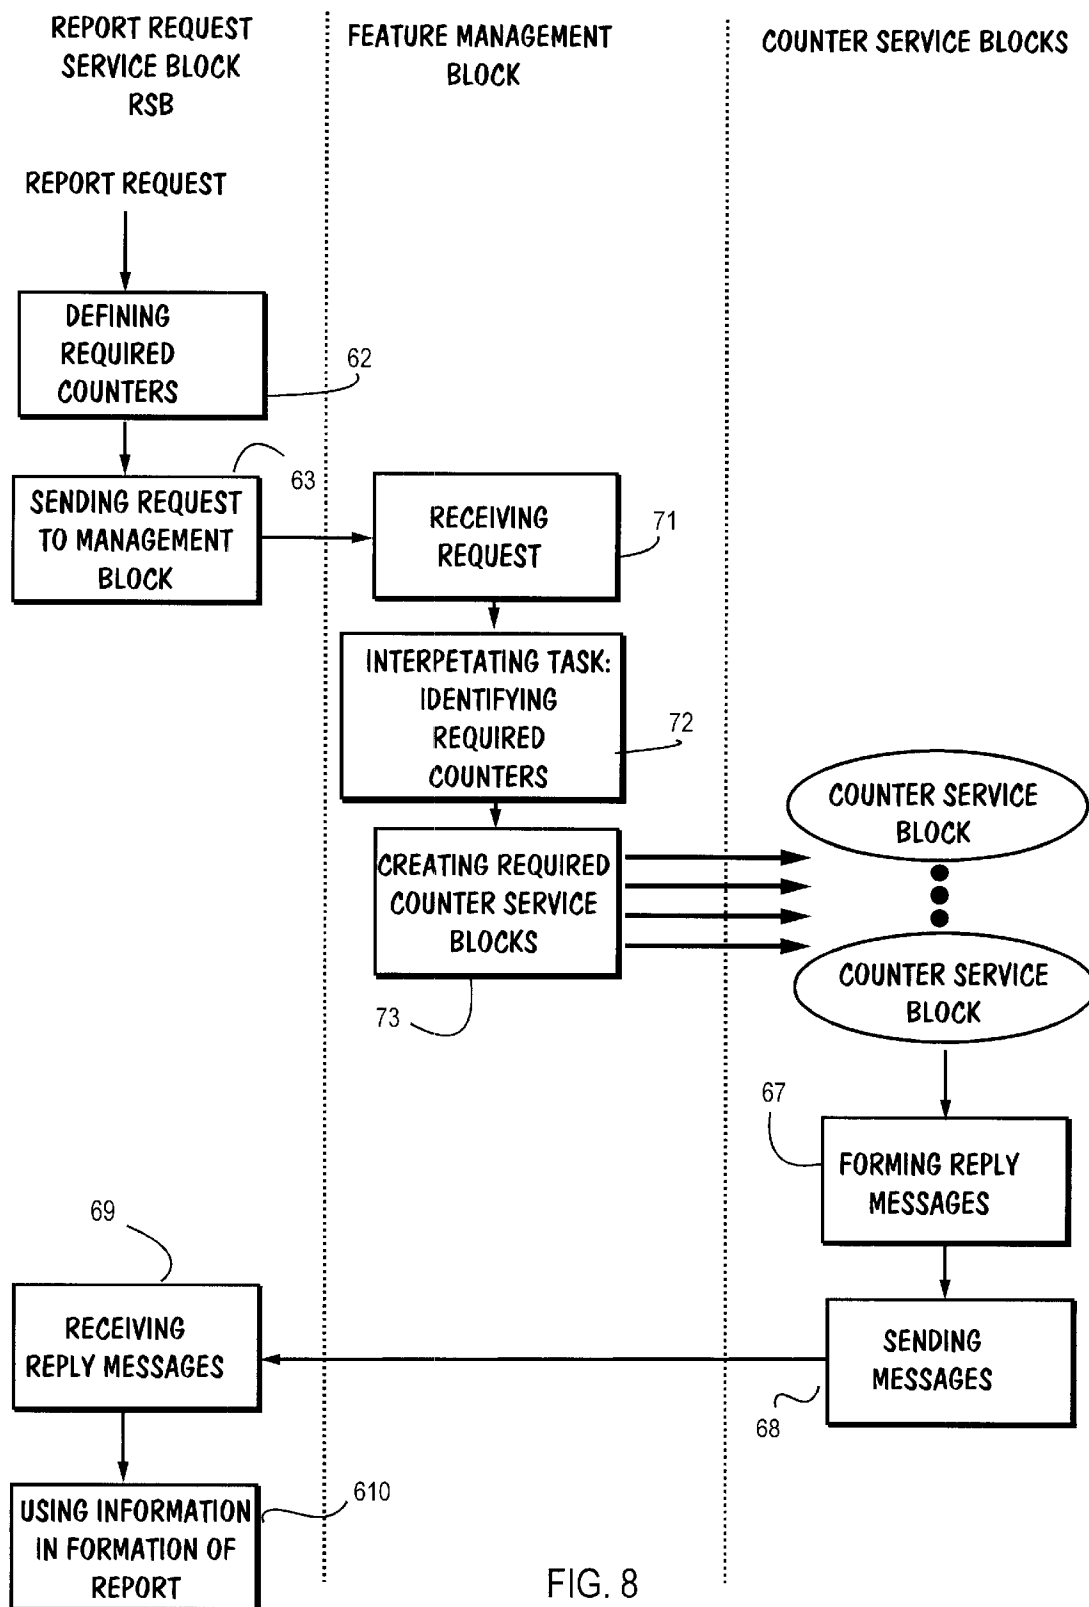 REPORT REQUEST
SERVICE BLOCK
RSB
FEATURE MANAGEMENT
BLOCK
COUNTER SERVICE BLOCKS
REPORT REQUEST
DEFINING
REQUIRED
COUNTERS
62
63
SENDING REQUEST
TO MANAGEMENT
BLOCK
RECEIVING
REQUEST
71
INTERPETATING TASK:
IDENTIFYING
REQUIRED
COUNTERS
72
CREATING REQUIRED
COUNTER SERVICE
BLOCKS
73
COUNTER SERVICE
BLOCK
COUNTER SERVICE
BLOCK
67
FORMING REPLY
MESSAGES
SENDING
MESSAGES
68
69
RECEIVING
REPLY MESSAGES
USING INFORMATION
IN FORMATION OF
REPORT
610
FIG. 8